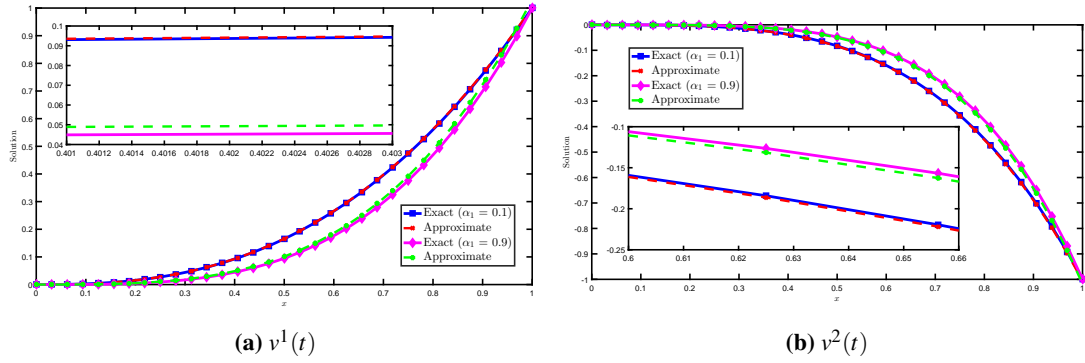 1
0.9
0.8
0.7
0.6
0.5
0.4
0.3
0.2
0.1
0
Solution
0.1
0.09
0.08
0.07
0.06
0.05
0.04
0.401 0.4012 0.4014 0.4016 0.4018 0.402 0.4022 0.4024 0.4026 0.4028 0.403
Exact (α₁ = 0.1)
Approximate
Exact (α₁ = 0.9)
Approximate
0 0.1 0.2 0.3 0.4 0.5 0.6 0.7 0.8 0.9 1
x
(a) v¹(t)
0
-0.1
-0.2
-0.3
-0.4
-0.5
-0.6
-0.7
-0.8
-0.9
-1
Solution
Exact (α₁ = 0.1)
Approximate
Exact (α₁ = 0.9)
Approximate
-0.1
-0.15
-0.2
-0.25
0.6 0.61 0.62 0.63 0.64 0.65 0.66
0 0.1 0.2 0.3 0.4 0.5 0.6 0.7 0.8 0.9 1
x
(b) v²(t)